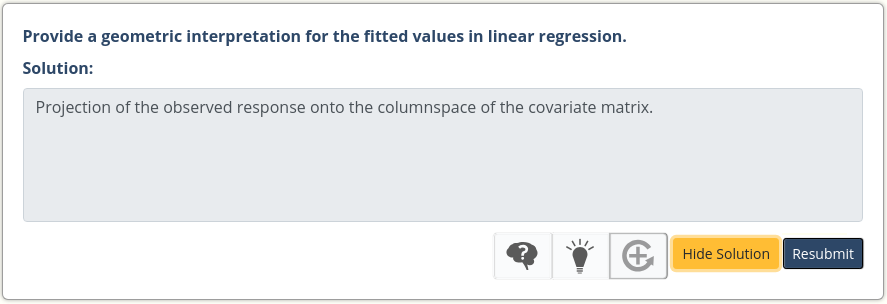 Provide a geometric interpretation for the fitted values in linear regression.
Solution:
Projection of the observed response onto the columnspace of the covariate matrix.
Hide Solution Resubmit